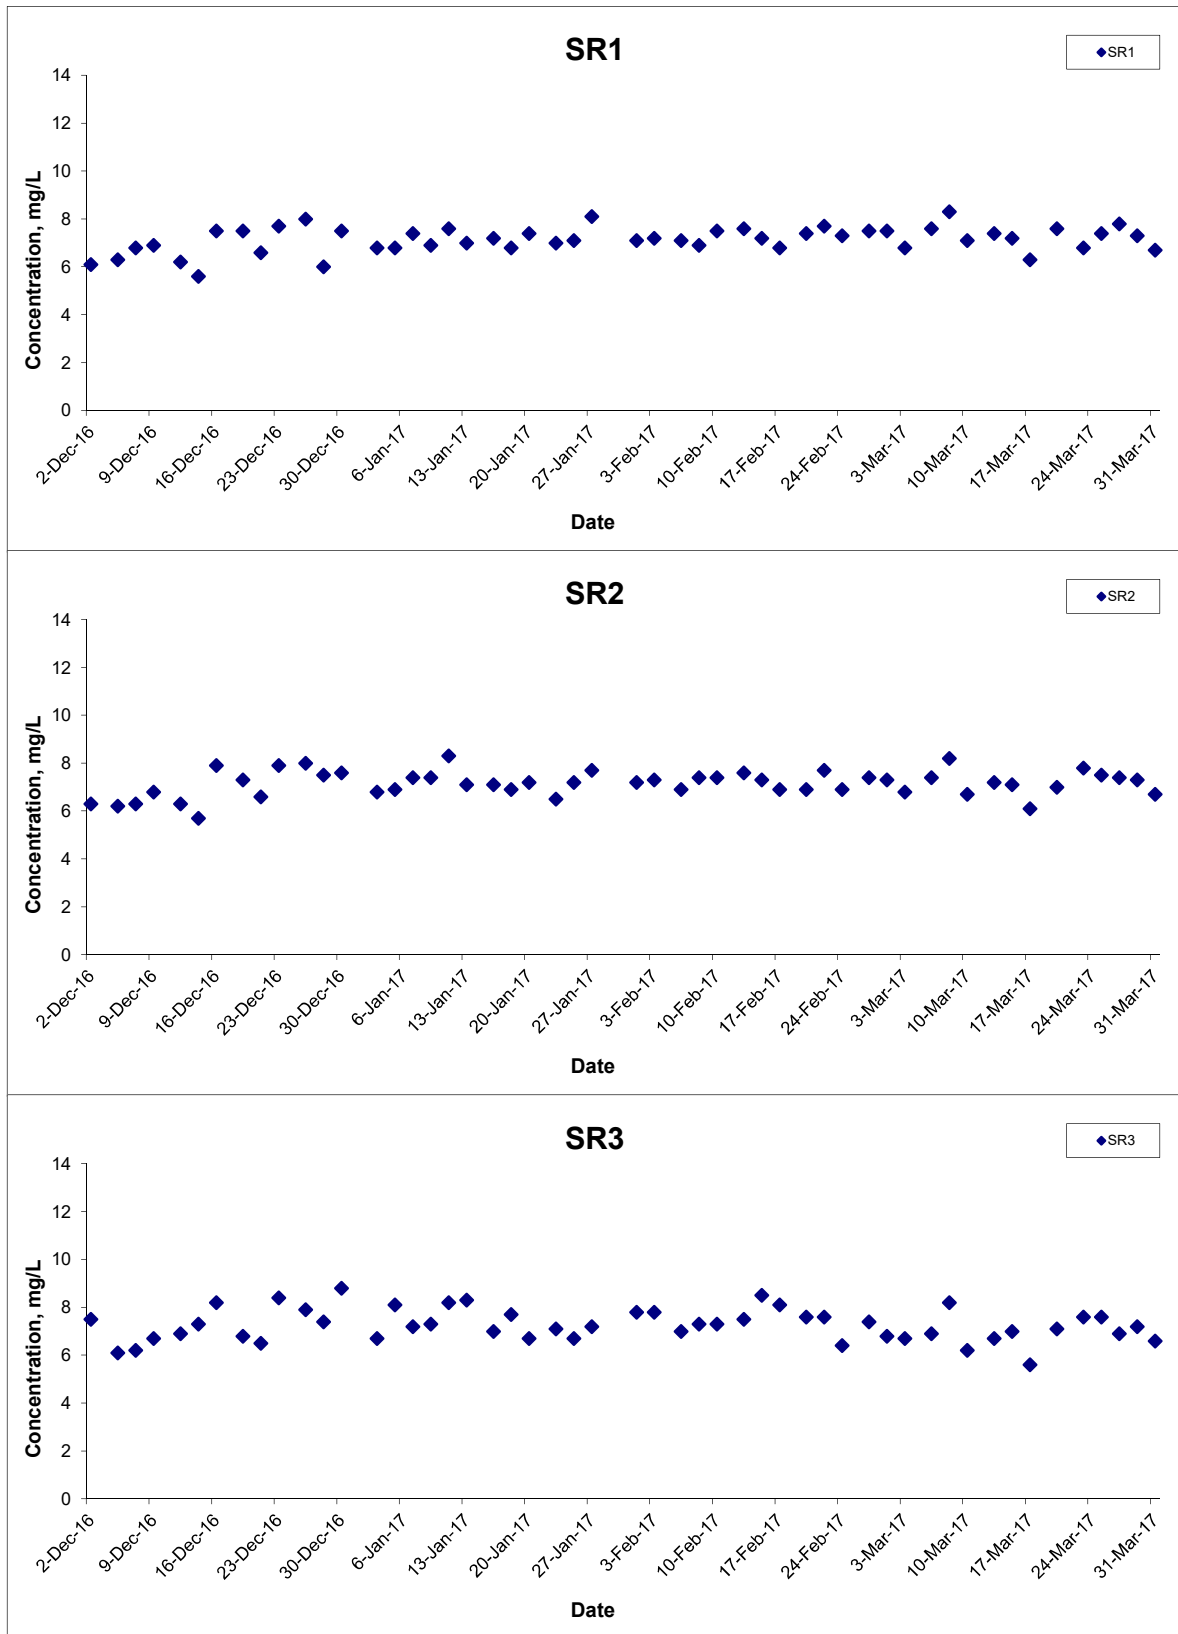 SR1
SR1
14
12
10
8
6
4
2
0
Concentration, mg/L
2-Dec-16
9-Dec-16
16-Dec-16
23-Dec-16
30-Dec-16
6-Jan-17
13-Jan-17
20-Jan-17
27-Jan-17
3-Feb-17
10-Feb-17
17-Feb-17
24-Feb-17
3-Mar-17
10-Mar-17
17-Mar-17
24-Mar-17
31-Mar-17
Date
SR2
SR2
14
12
10
8
6
4
2
0
Concentration, mg/L
2-Dec-16
9-Dec-16
16-Dec-16
23-Dec-16
30-Dec-16
6-Jan-17
13-Jan-17
20-Jan-17
27-Jan-17
3-Feb-17
10-Feb-17
17-Feb-17
24-Feb-17
3-Mar-17
10-Mar-17
17-Mar-17
24-Mar-17
31-Mar-17
Date
SR3
SR3
14
12
10
8
6
4
2
0
Concentration, mg/L
2-Dec-16
9-Dec-16
16-Dec-16
23-Dec-16
30-Dec-16
6-Jan-17
13-Jan-17
20-Jan-17
27-Jan-17
3-Feb-17
10-Feb-17
17-Feb-17
24-Feb-17
3-Mar-17
10-Mar-17
17-Mar-17
24-Mar-17
31-Mar-17
Date